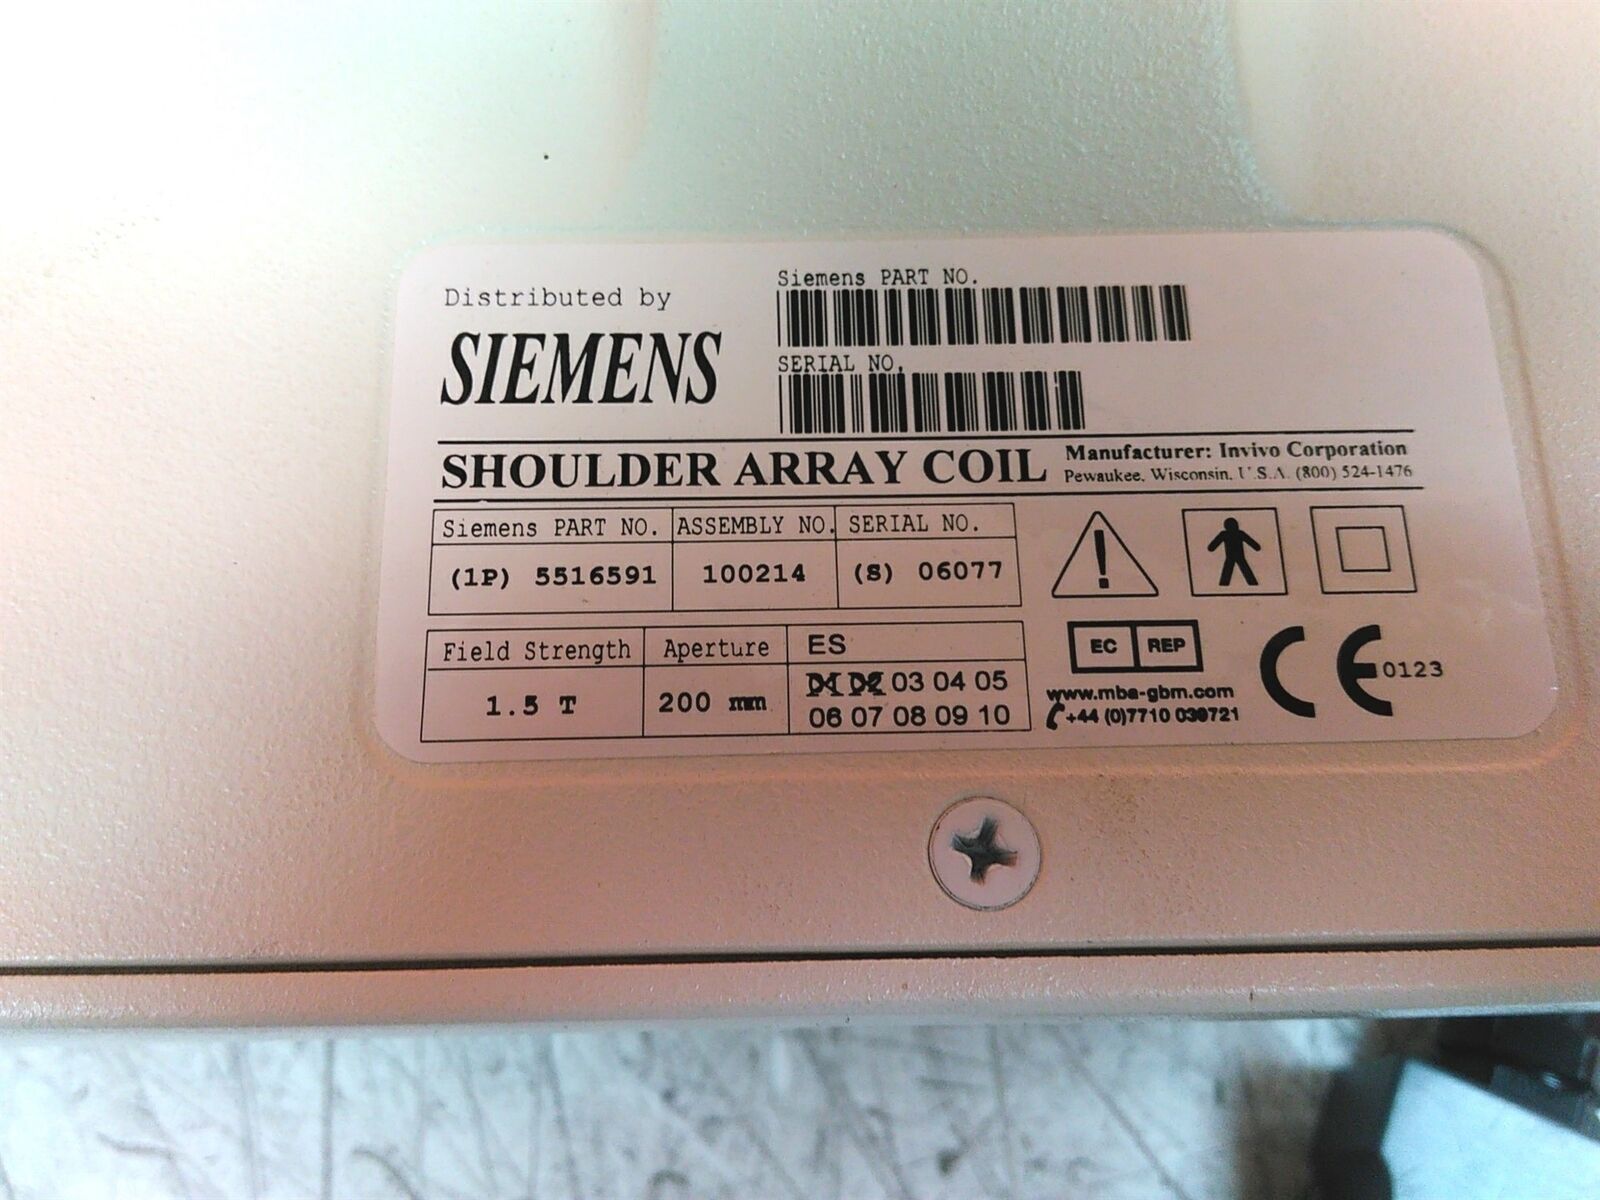 Distributed by
SIEMENS
Siemens PART NO.
SERIAL NO.
SHOULDER ARRAY COIL
Manufacturer: Invivo Corporation
Pewaukee, Wisconsin, U.S.A. (800) 524-1476
Siemens PART NO. ASSEMBLY NO. SERIAL NO.
(1P) 5516591 100214 (S) 06077
Field Strength Aperture ES
1.5 T 200 mm
03 04 05
06 07 08 09 10
EC REP
www.mba-gbm.com
+44 (0)7710 039721
CE 0123